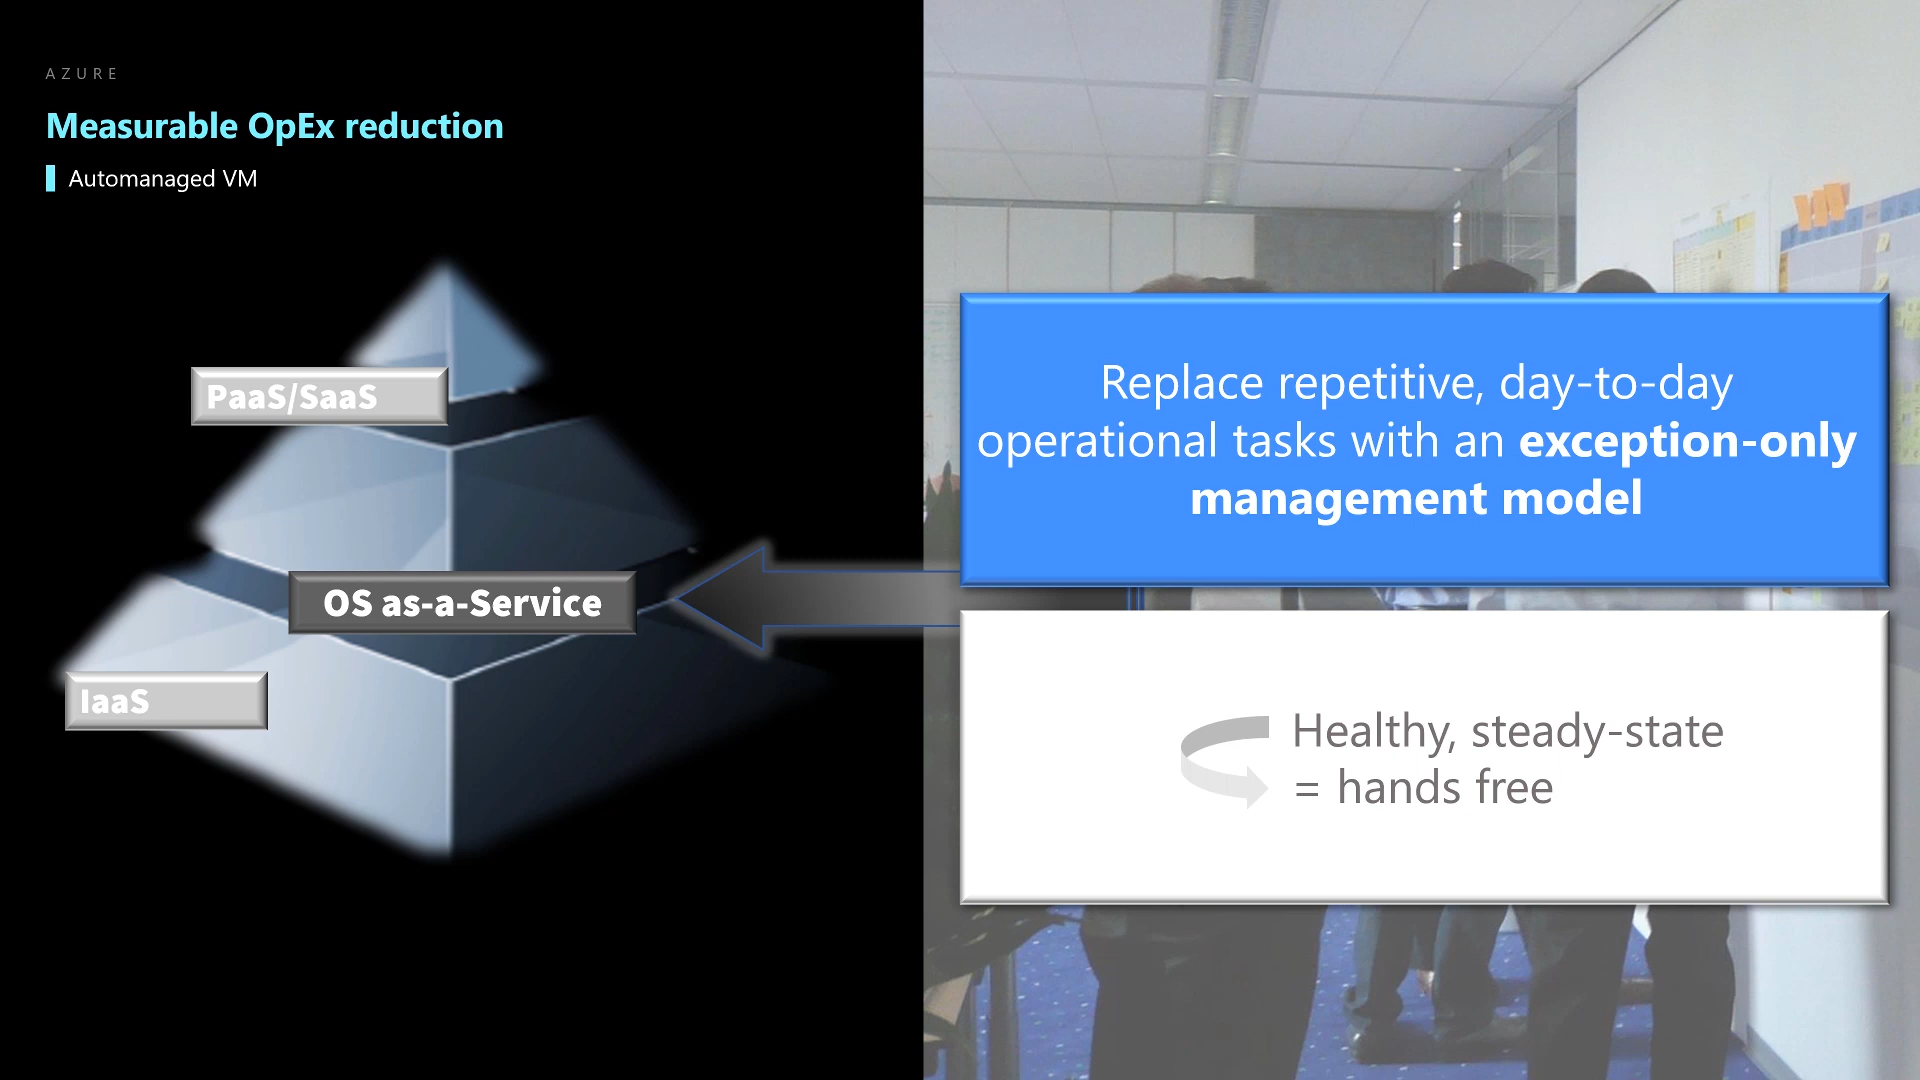 AZURE
Measurable OpEx reduction
Automanaged VM
PaaS/SaaS
OS as-a-Service
IaaS
Replace repetitive, day-to-day
operational tasks with an exception-only
management model
Healthy, steady-state
= hands free